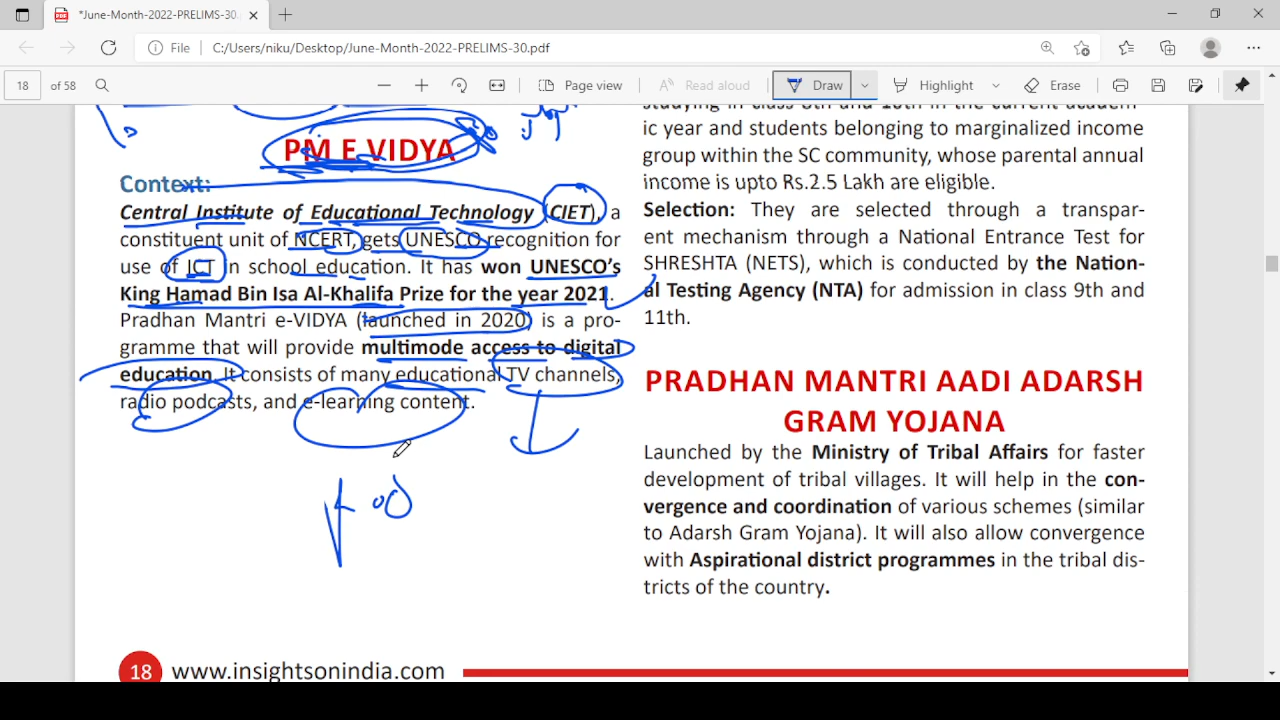 *June-Month-2022-PRELIMS-30.
File
C:/Users/niku/Desktop/June-Month-2022-PRELIMS-30.pdf
18 of 58
Page view
Read aloud
Draw
Highlight
Erase
PM E VIDYA
Context:
Central Institute of Educational Technology (CIET), a
constituent unit of NCERT, gets UNESCO recognition for
use of ICT in school education. It has won UNESCO's
King Hamad Bin Isa Al-Khalifa Prize for the year 2021.
Pradhan Mantri e-VIDYA (launched in 2020) is a pro-
gramme that will provide multimode access to digital
education. It consists of many educational TV channels,
radio podcasts, and e-learning content.
studying in class 8th and 10th in the current academ-
ic year and students belonging to marginalized income
group within the SC community, whose parental annual
income is upto Rs.2.5 Lakh are eligible.
Selection: They are selected through a transpar-
ent mechanism through a National Entrance Test for
SHRESHTA (NETS), which is conducted by the Nation-
al Testing Agency (NTA) for admission in class 9th and
11th.
PRADHAN MANTRI AADI ADARSH
GRAM YOJANA
Launched by the Ministry of Tribal Affairs for faster
development of tribal villages. It will help in the con-
vergence and coordination of various schemes (similar
to Adarsh Gram Yojana). It will also allow convergence
with Aspirational district programmes in the tribal dis-
tricts of the country.
18 www.insightsonindia.com